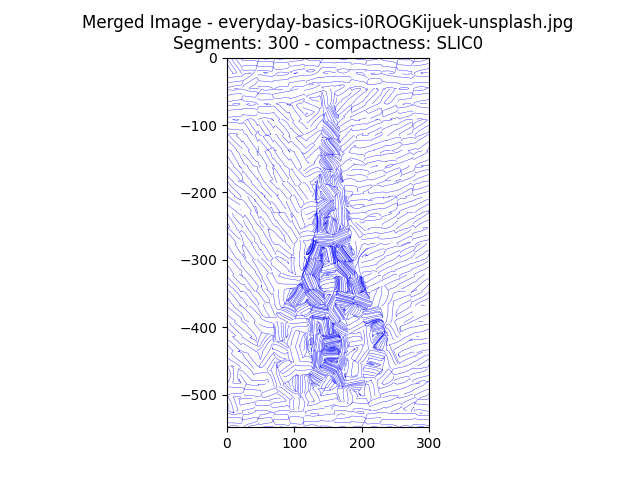 Merged Image - everyday-basics-i0ROGKijuek-unsplash.jpg
Segments: 300 - compactness: SLIC0
0
−100
−200
−300
−400
−500
0 100 200 300